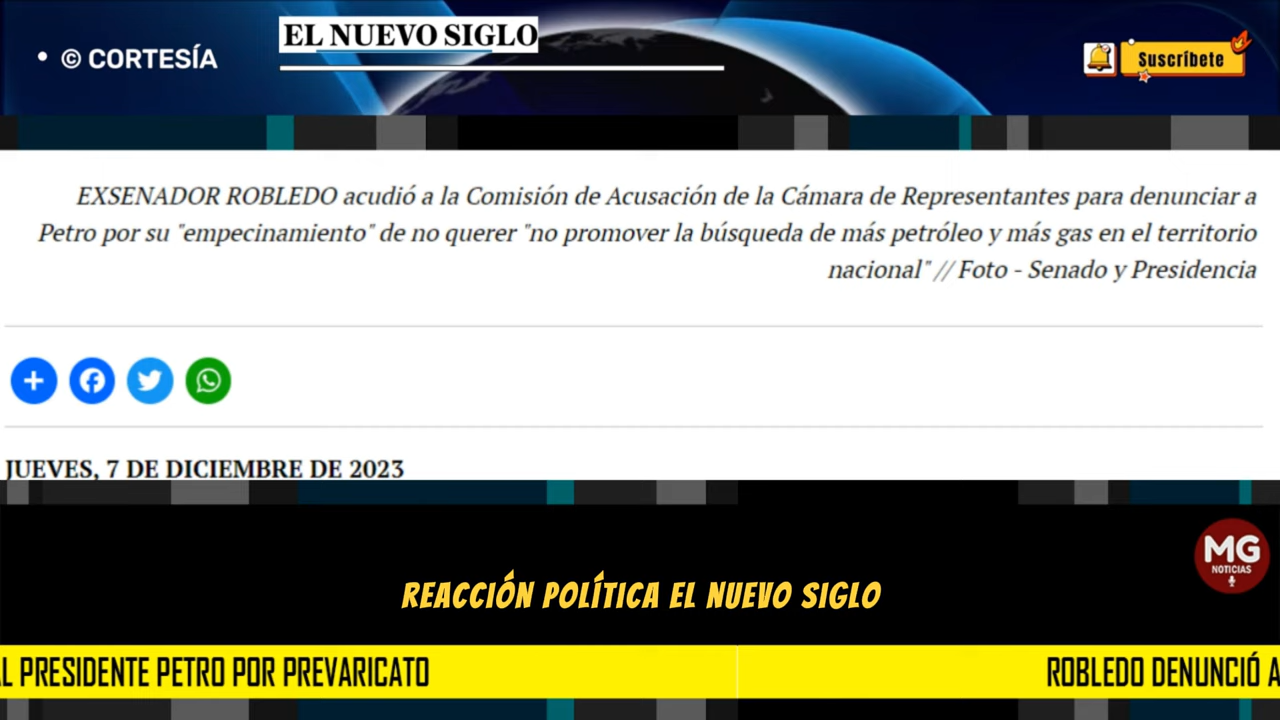 • © CORTESÍA
EL NUEVO SIGLO
Suscríbete
EXSENADOR ROBLEDO acudió a la Comisión de Acusación de la Cámara de Representantes para denunciar a
Petro por su "empecinamiento" de no querer "no promover la búsqueda de más petróleo y más gas en el territorio
nacional" // Foto - Senado y Presidencia
JUEVES, 7 DE DICIEMBRE DE 2023
MG
NOTICIAS
REACCIÓN POLÍTICA EL NUEVO SIGLO
AL PRESIDENTE PETRO POR PREVARICATO
ROBLEDO DENUNCIÓ A